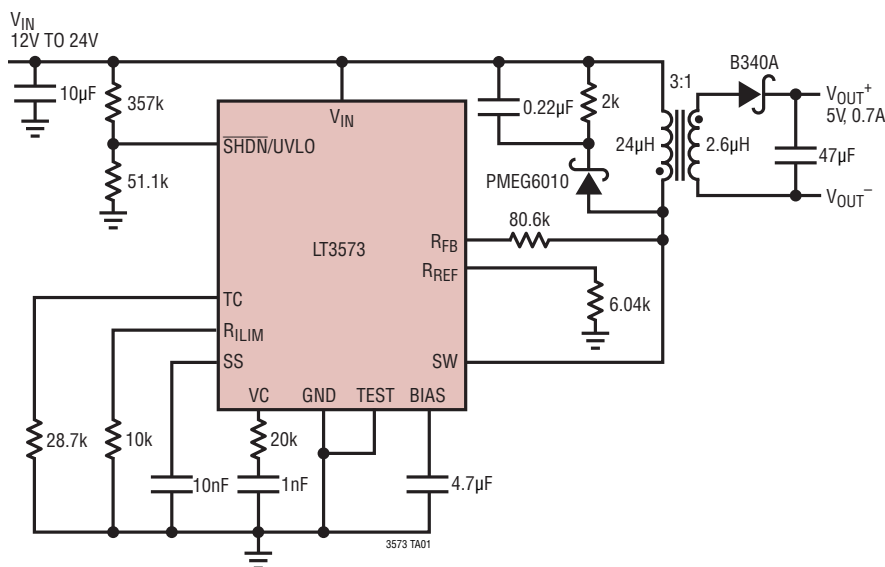 VIN
12V TO 24V
10µF
357k
51.1k
VIN
SHDN/UVLO
LT3573
RFB
RREF
TC
RILIM
SS
SW
VC
GND
TEST
BIAS
0.22µF
2k
PMEG6010
80.6k
6.04k
3:1
24µH
2.6µH
B340A
VOUT+
5V, 0.7A
47µF
VOUT–
28.7k
10k
10nF
20k
1nF
4.7µF
3573 TA01